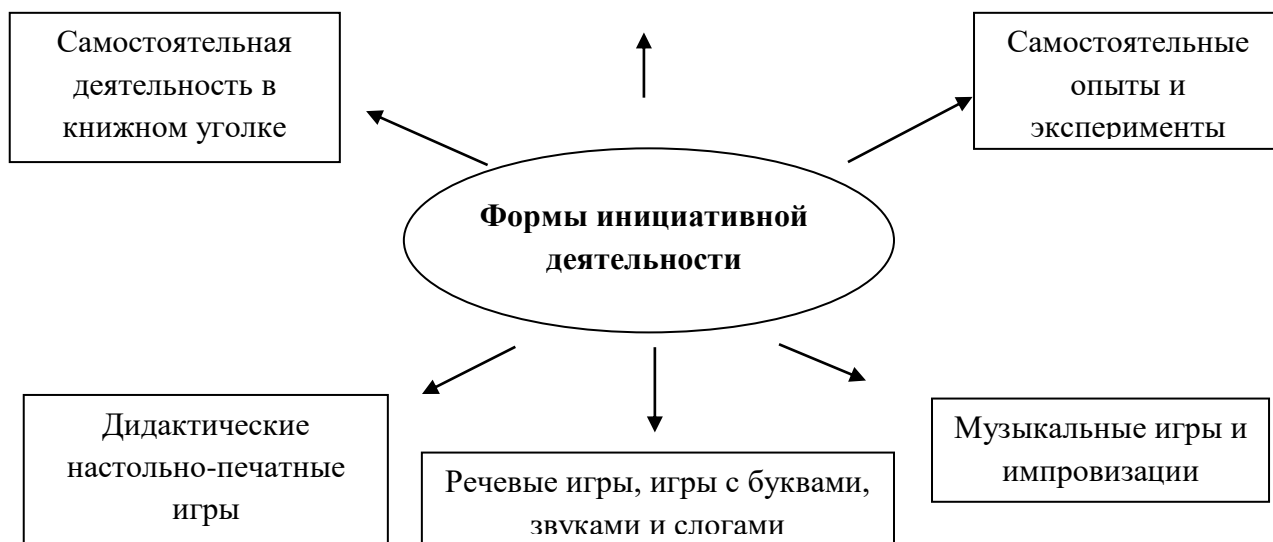 Самостоятельная
деятельность в
книжном уголке
Самостоятельные
опыты и
эксперименты
Формы инициативной
деятельности
Дидактические
настольно-печатные
игры
Речевые игры, игры с буквами,
звуками и слогами
Музыкальные игры и
импровизации